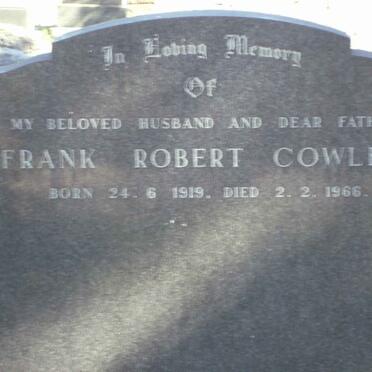 In Loving Memory
Of
MY BELOVED HUSBAND AND DEAR FATH
FRANK ROBERT COWL
BORN 24. 6 1919. DIED 2. 2. 1966.